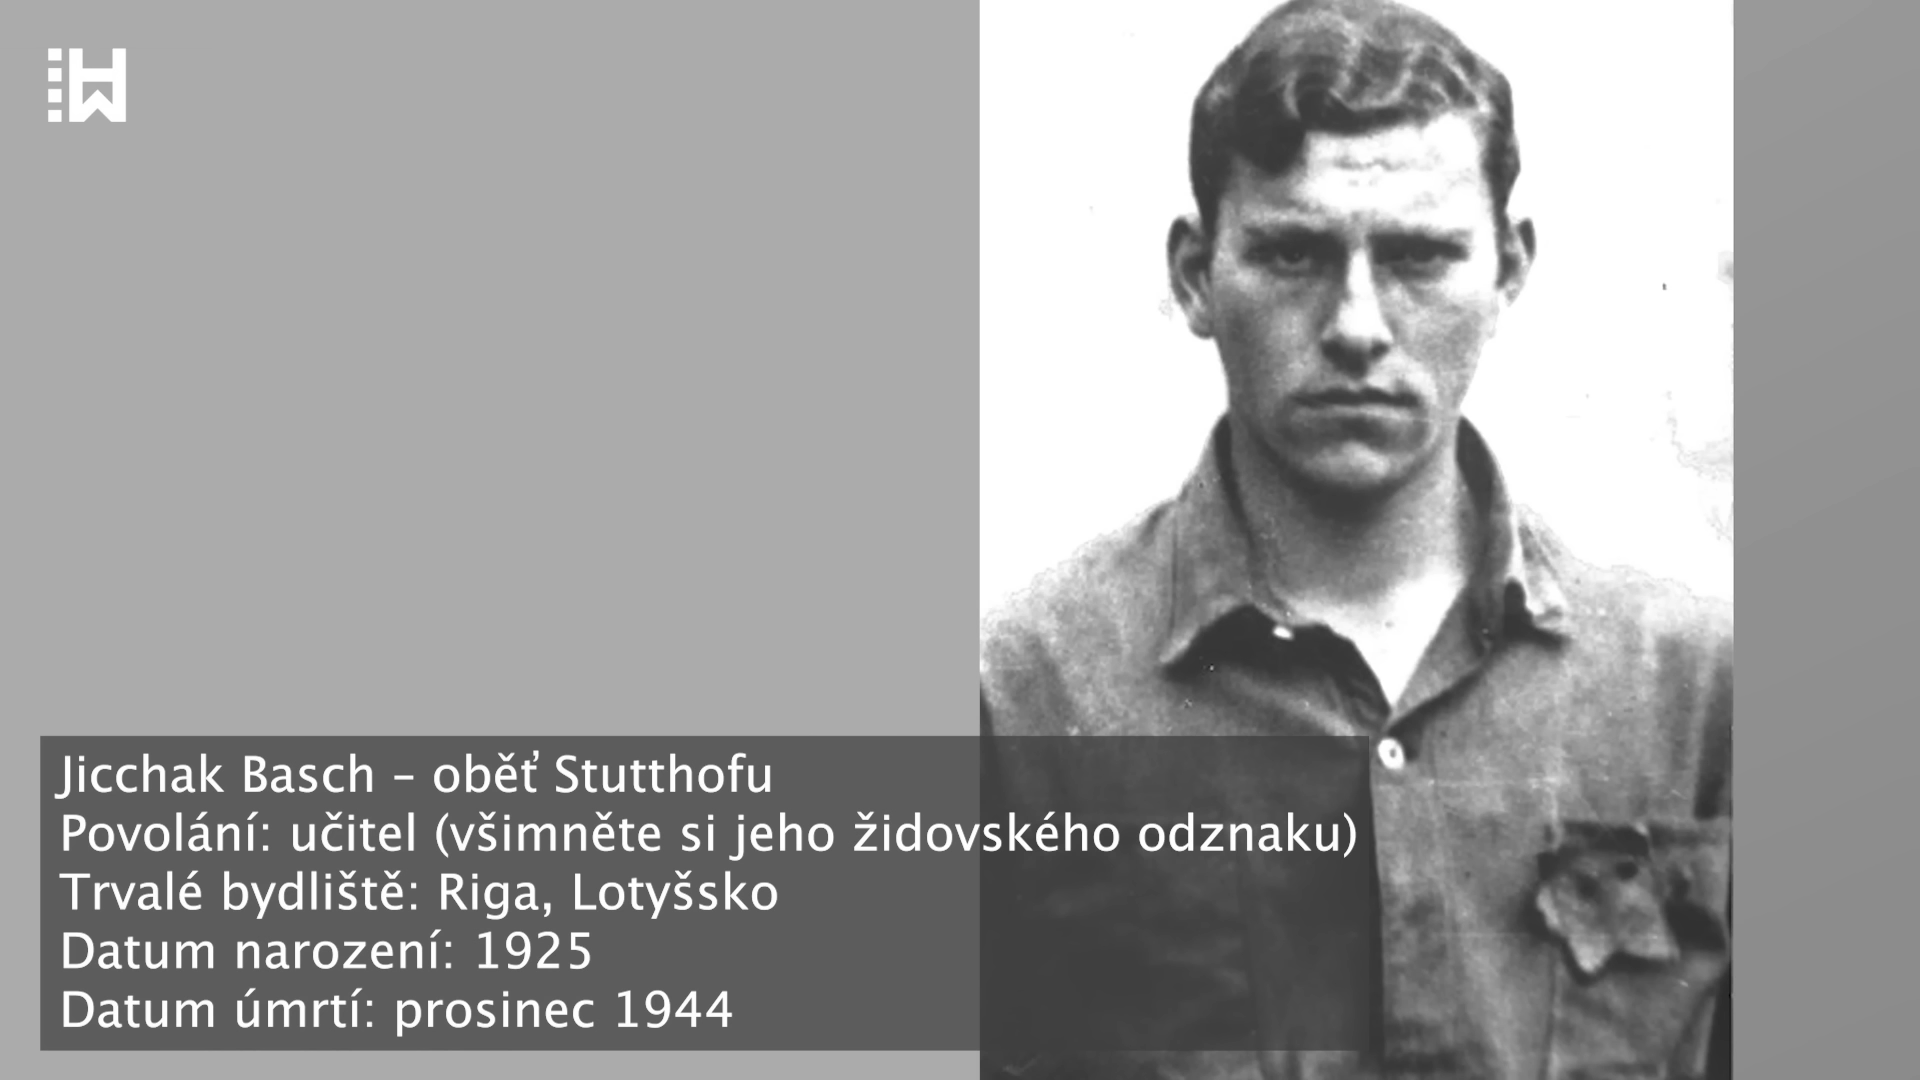 Jicchak Basch – oběť Stutthofu
Povolání: učitel (všimněte si jeho židovského odznaku)
Trvalé bydliště: Riga, Lotyšsko
Datum narození: 1925
Datum úmrtí: prosinec 1944